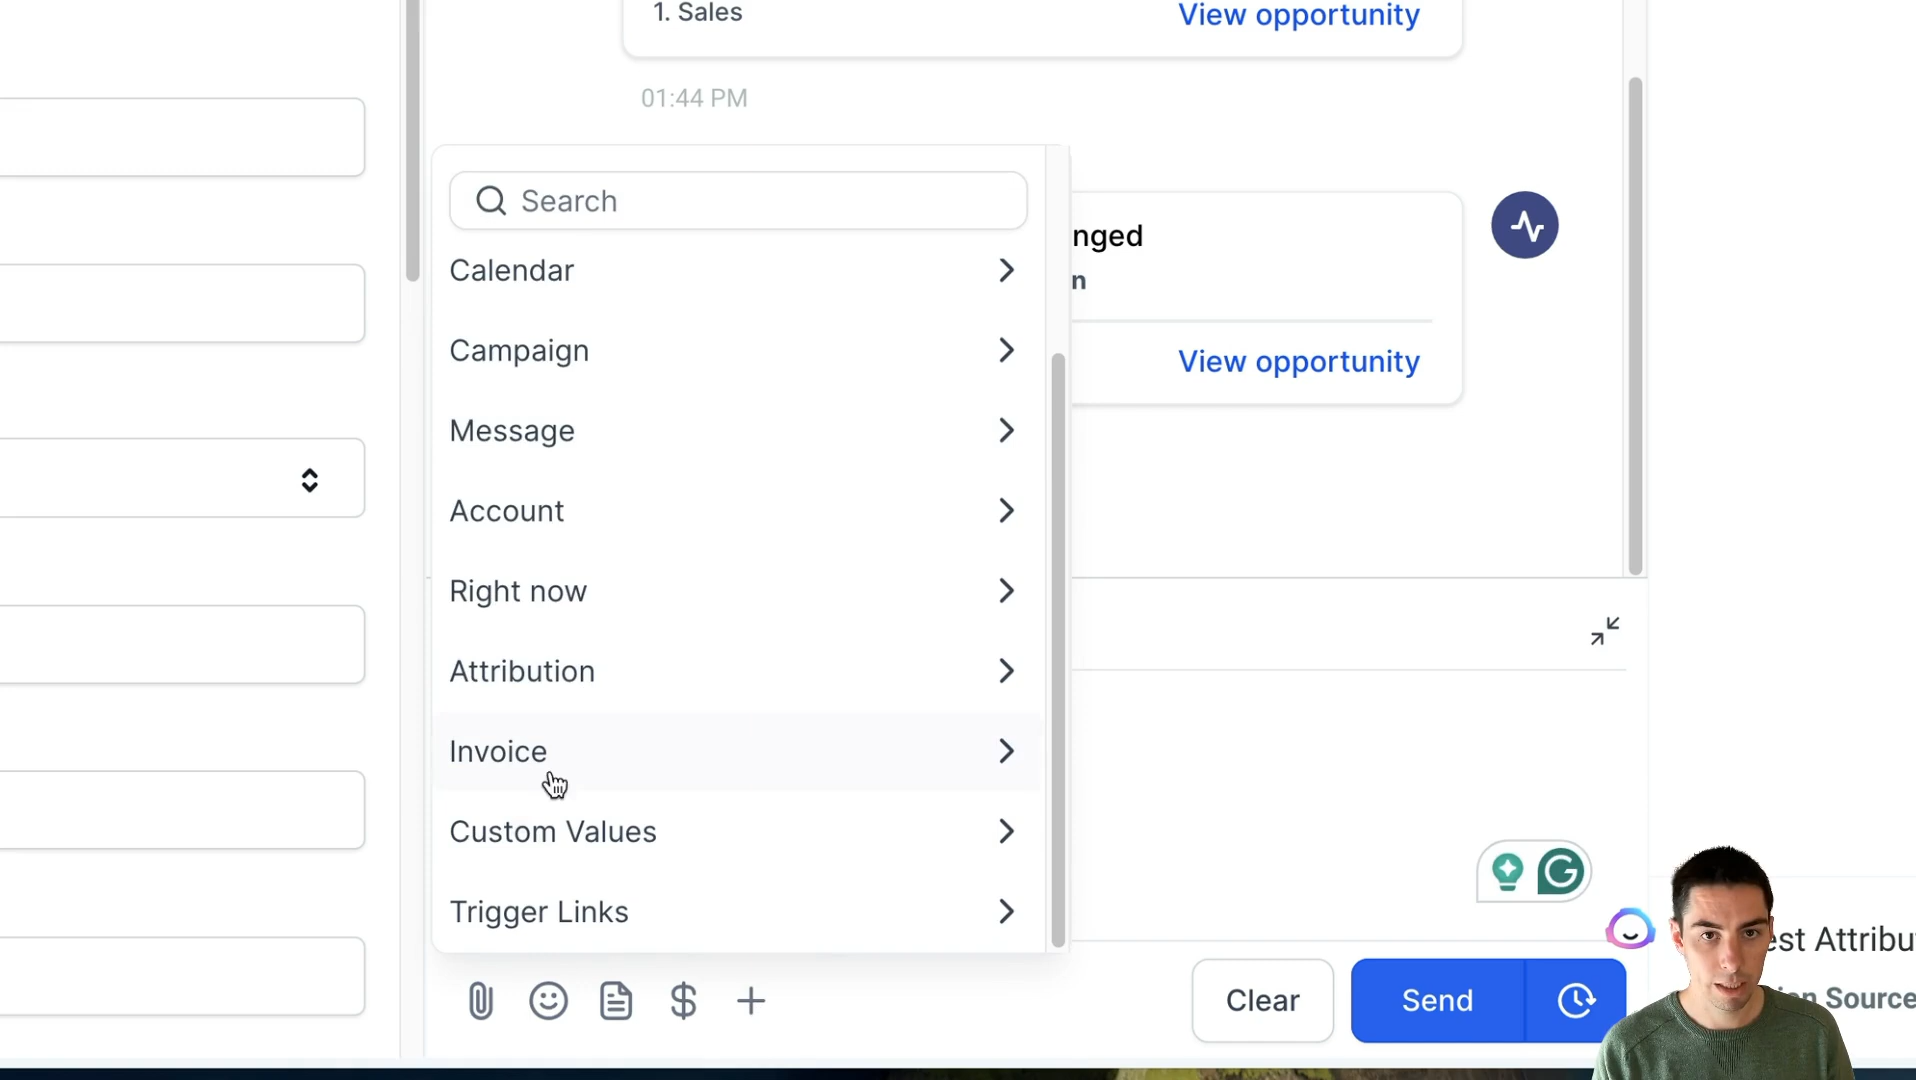 1. Sales
View opportunity
01:44 PM
Search
nged
Calendar
n
Campaign
View opportunity
Message
Account
Right now
Attribution
Invoice
Custom Values
Trigger Links
est Attribu
Source
Clear
Send